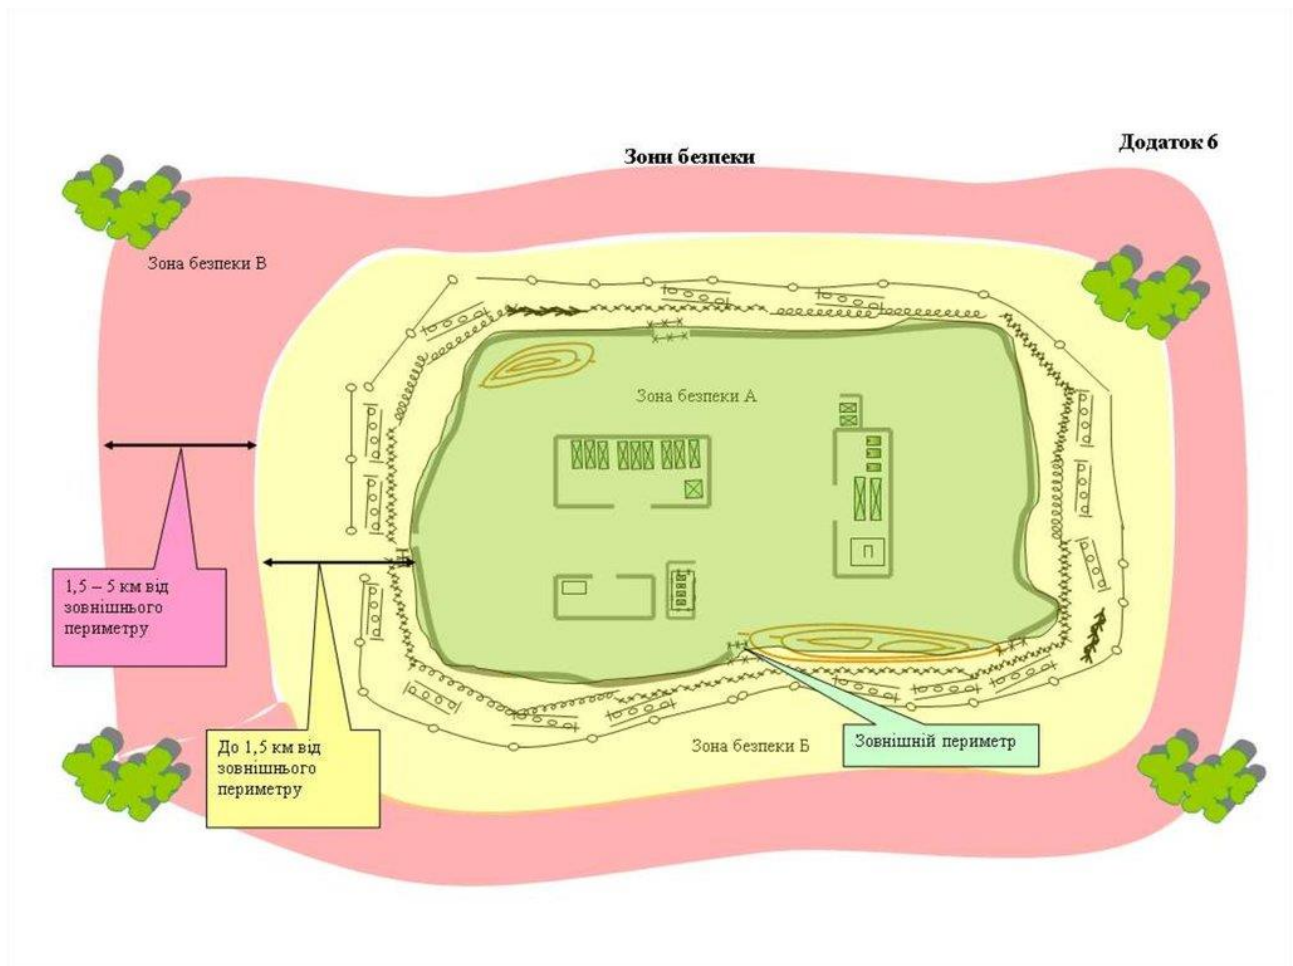 Додаток 6
Зони безпеки
Зона безпеки В
Зона безпеки А
1,5 – 5 км від
зовнішнього
периметру
До 1,5 км від
зовнішнього
периметру
Зона безпеки Б
Зовнішній периметр